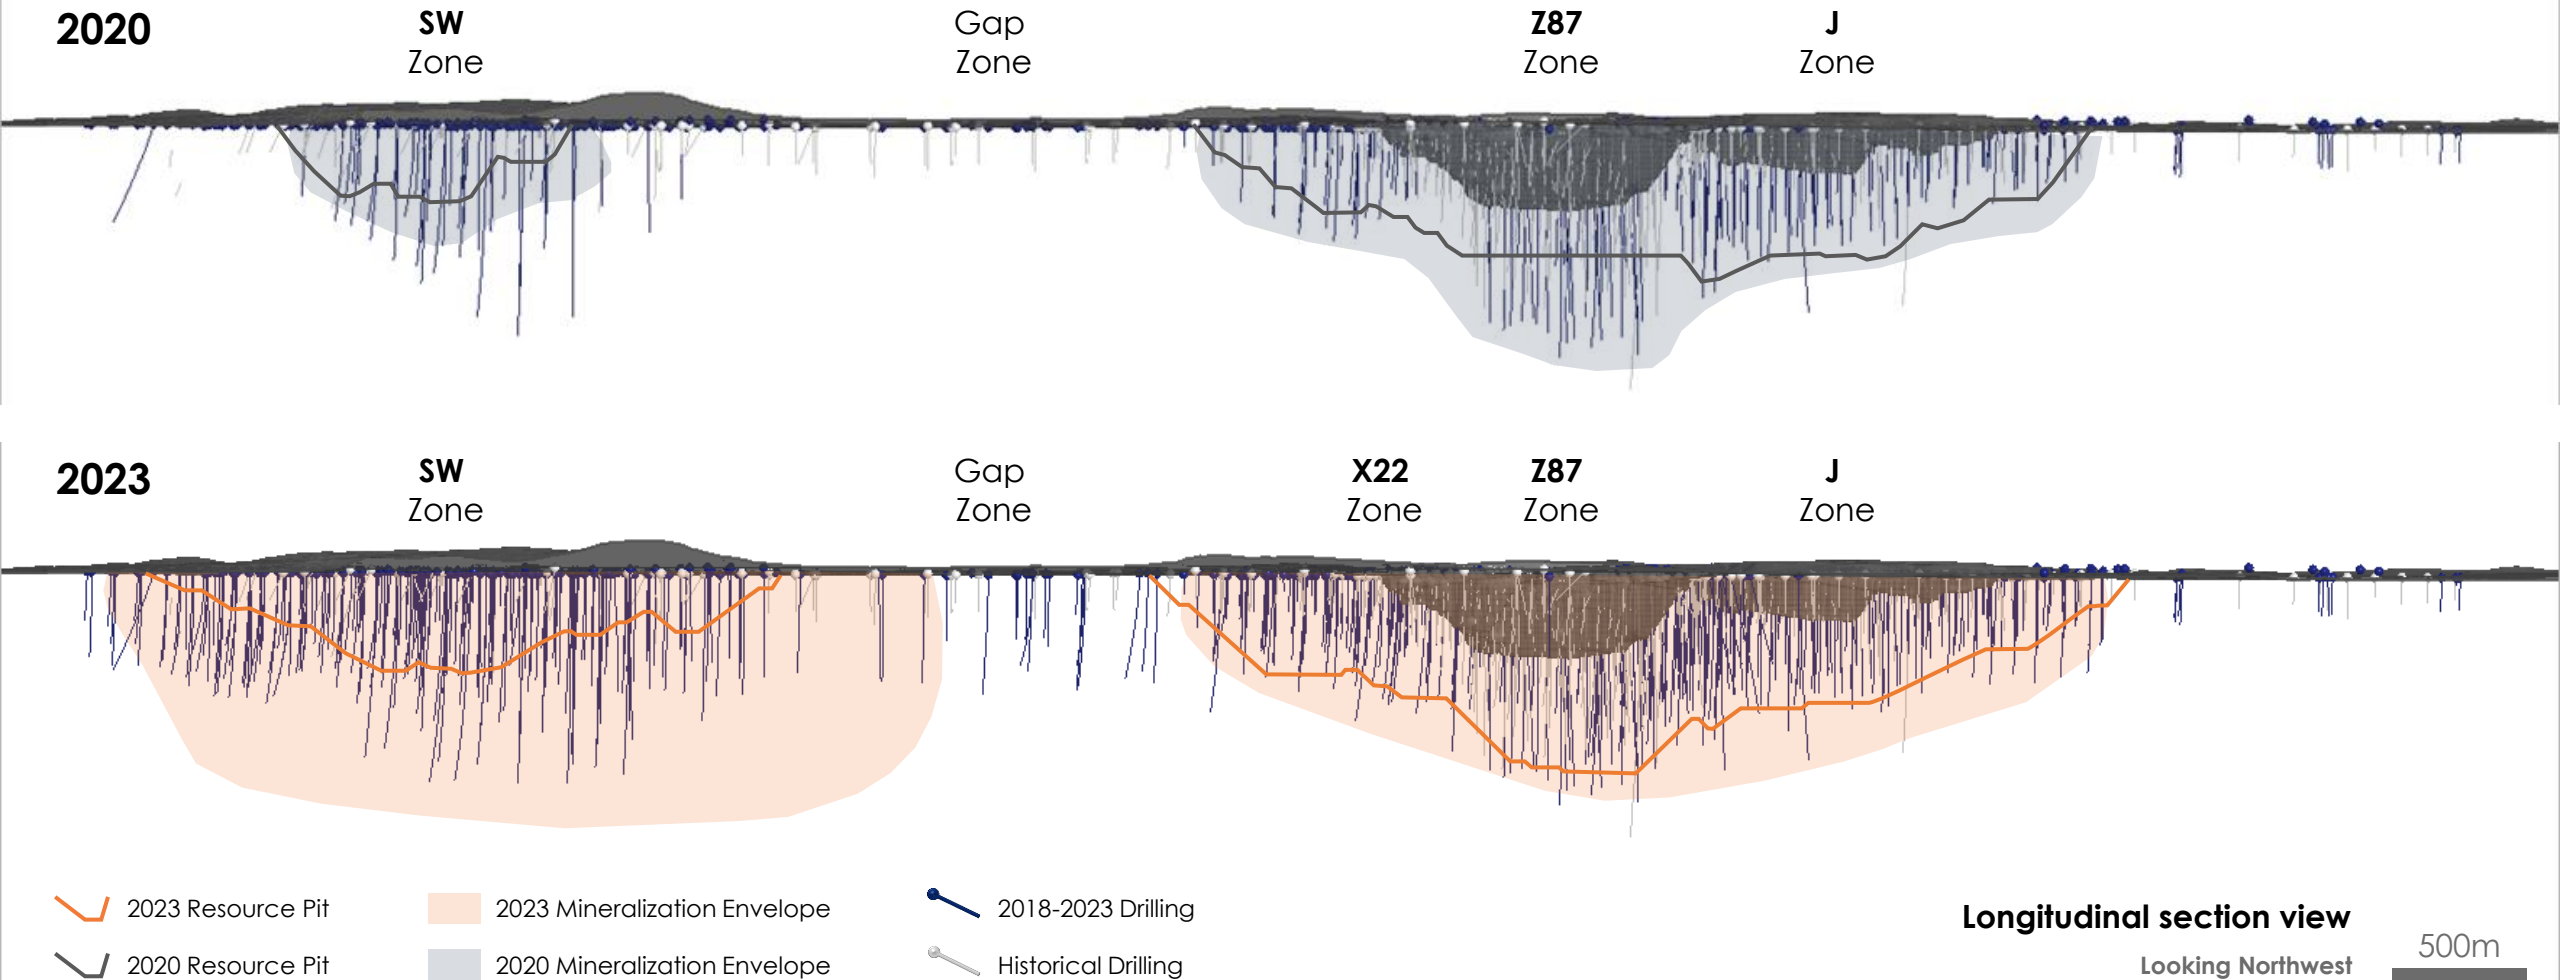 2020
SW
Zone
Gap
Zone
Z87
Zone
J
Zone
2023
SW
Zone
Gap
Zone
X22
Zone
Z87
Zone
J
Zone
2023 Resource Pit
2023 Mineralization Envelope
2018-2023 Drilling
2020 Resource Pit
2020 Mineralization Envelope
Historical Drilling
Longitudinal section view
Looking Northwest
500m